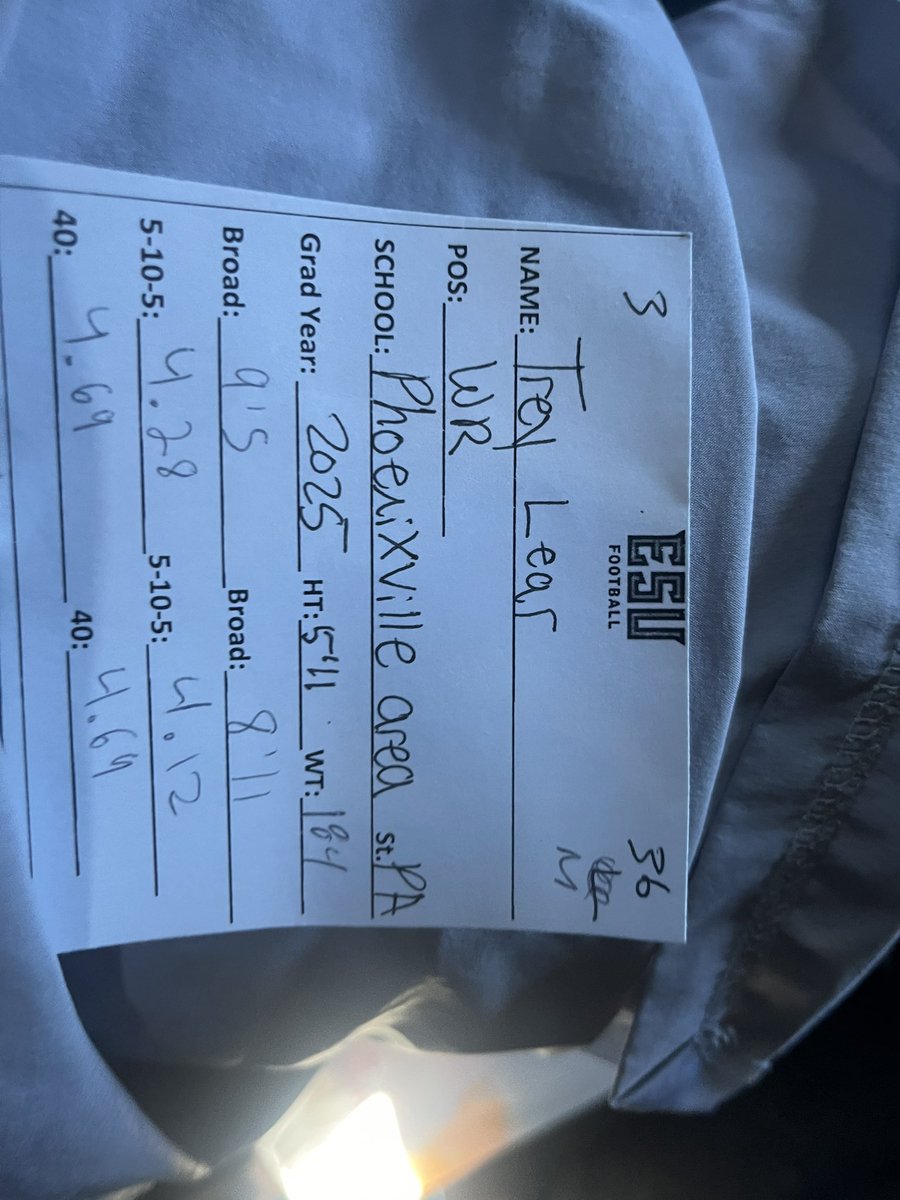 3 ESU 36
FOOTBALL
M
NAME: Trey Lear
POS: WR
SCHOOL: Phoenixville area St. PA
Grad Year: 2025 HT: 5'11 WT: 184
Broad: 9'5 Broad: 8'11
5-10-5: 4.28 5-10-5: 4.12
40: 4.69 40: 4.64